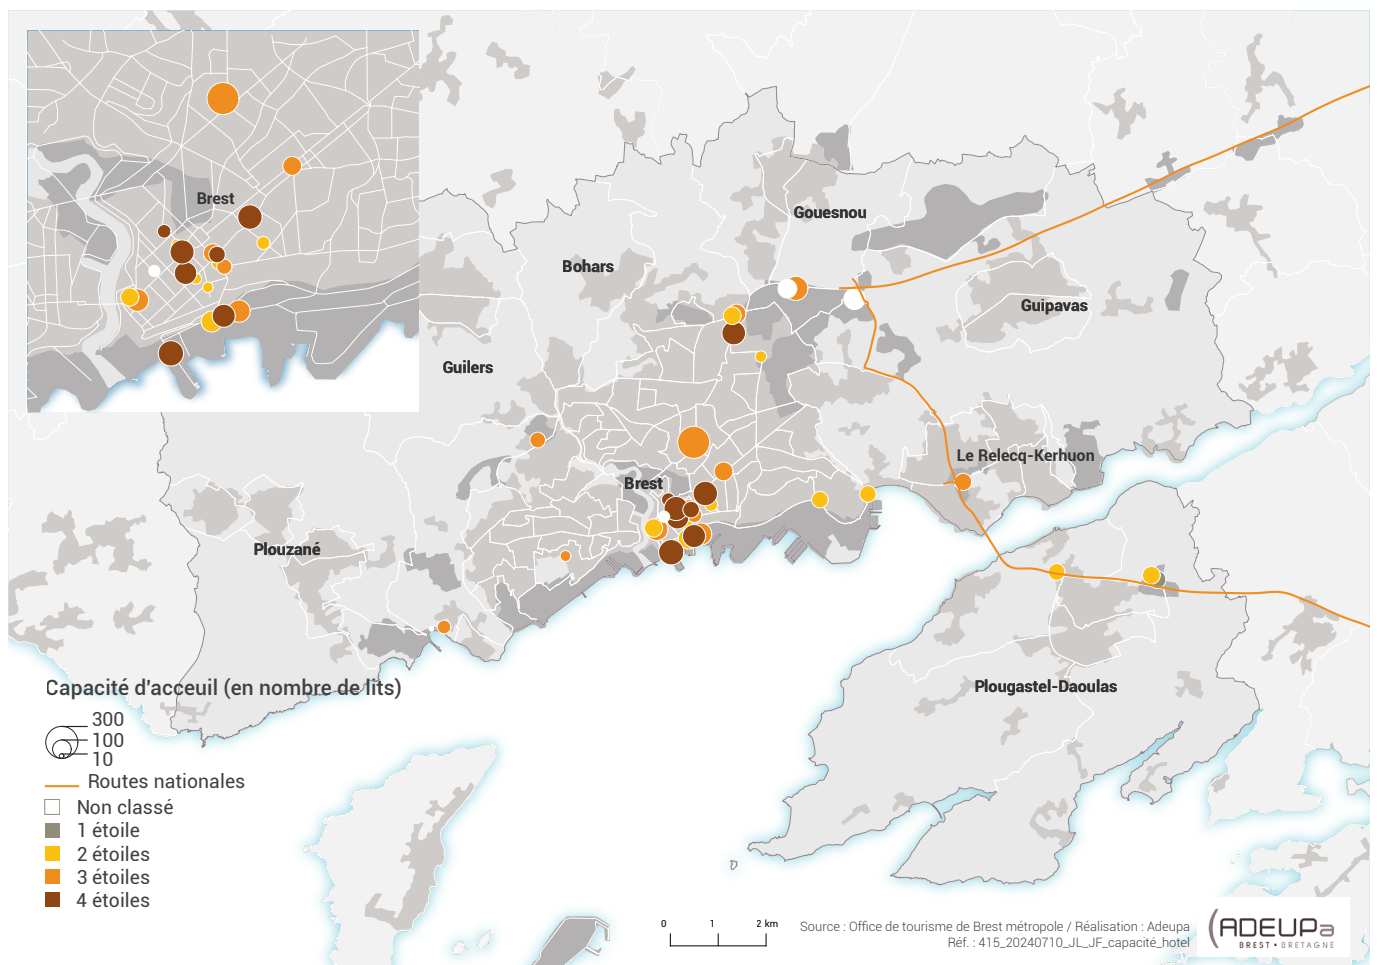 Brest
Gouesnou
Bohars
Guipavas
Guilers
Le Relecq-Kerhuon
Brest
Plouzané
Plougastel-Daoulas
Capacité d'acceuil (en nombre de lits)
300
100
10
Routes nationales
Non classé
1 étoile
2 étoiles
3 étoiles
4 étoiles
0 1 2 km
Source : Office de tourisme de Brest métropole / Réalisation : Adeupa
Réf. : 415_20240710_JL_JF_capacité_hotel
ADEUPa
BREST • BRETAGNE